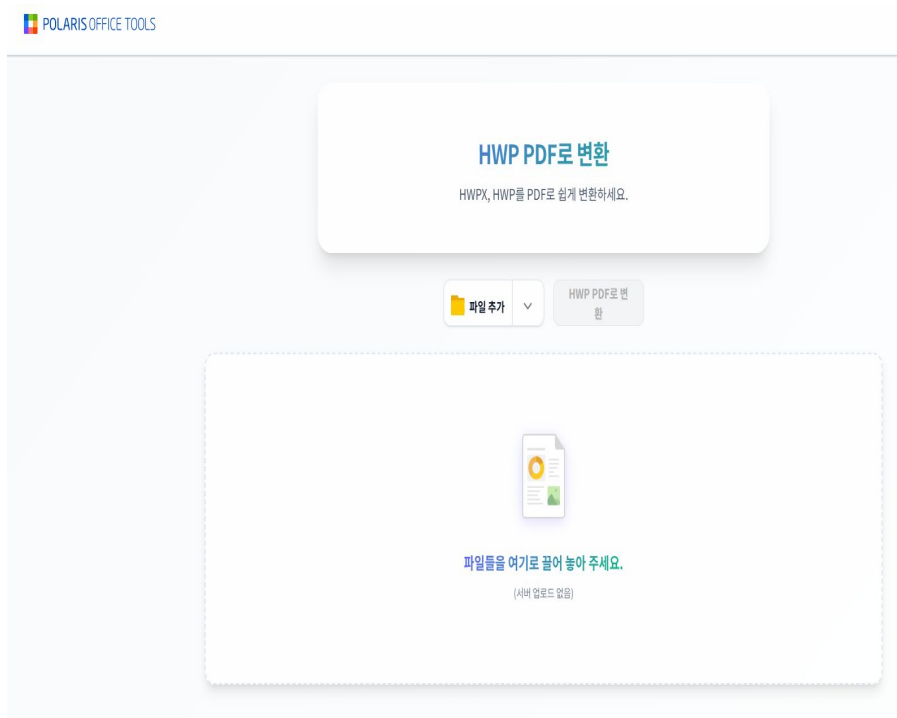 POLARIS OFFICE TOOLS
HWP PDF로 변환
HWPX, HWP를 PDF로 쉽게 변환하세요.
파일 추가
HWP PDF로 변
환
파일들을 여기로 끌어 놓아 주세요.
(서버 업로드 없음)